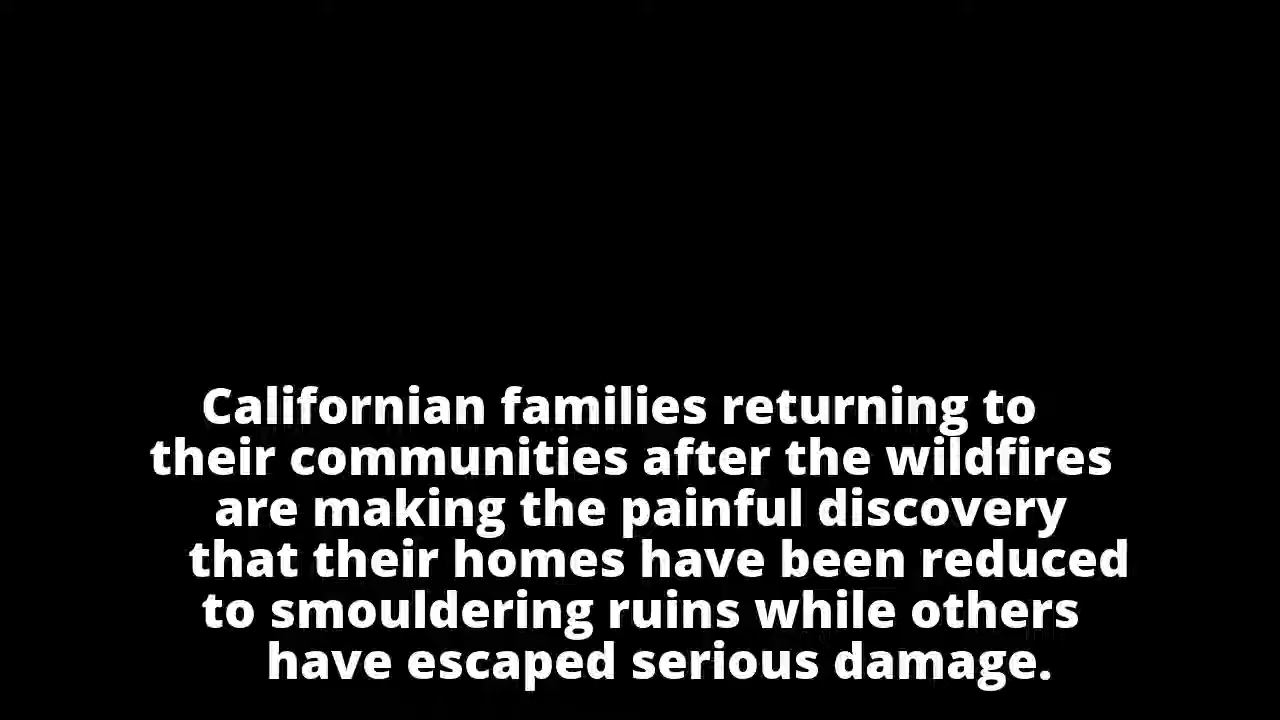 Californian families returning to
their communities after the wildfires
are making the painful discovery
that their homes have been reduced
to smouldering ruins while others
have escaped serious damage.